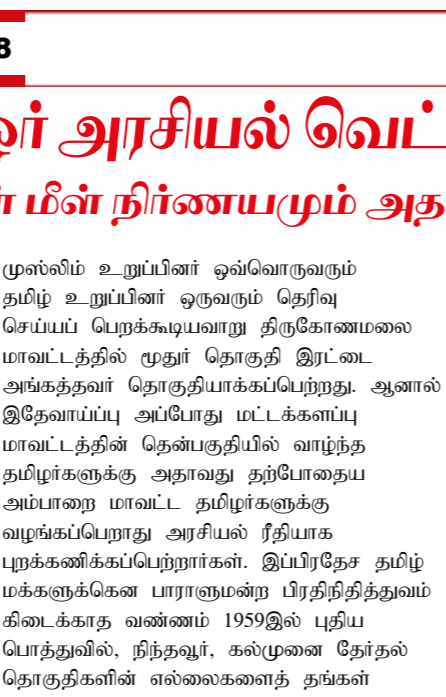 8
ர் அரசியல் வெட்
மீள் நிர்ணயமும் அத
முஸ்லிம் உறுப்பினர் ஒவ்வொருவரும்
தமிழ் உறுப்பினர் ஒருவரும் தெரிவு
செய்யப் பெறக்கூடியவாறு திருகோணமலை
மாவட்டத்தில் மூதுர் தொகுதி இரட்டை
அங்கத்தவர் தொகுதியாக்கப்பெற்றது. ஆனால்
இதேவாய்ப்பு அப்போது மட்டக்களப்பு
மாவட்டத்தின் தென்பகுதியில் வாழ்ந்த
தமிழர்களுக்கு அதாவது தற்போதைய
அம்பாறை மாவட்ட தமிழர்களுக்கு
வழங்கப்பெறாது அரசியல் ரீதியாக
புறக்கணிக்கப்பெற்றார்கள். இப்பிரதேச தமிழ்
மக்களுக்கென பாராளுமன்ற பிரதிநிதித்துவம்
கிடைக்காத வண்ணம் 1959இல் புதிய
பொத்துவில், நிந்தவூர், கல்முனை தேர்தல்
தொகுதிகளின் எல்லைகளைத் தங்கள்